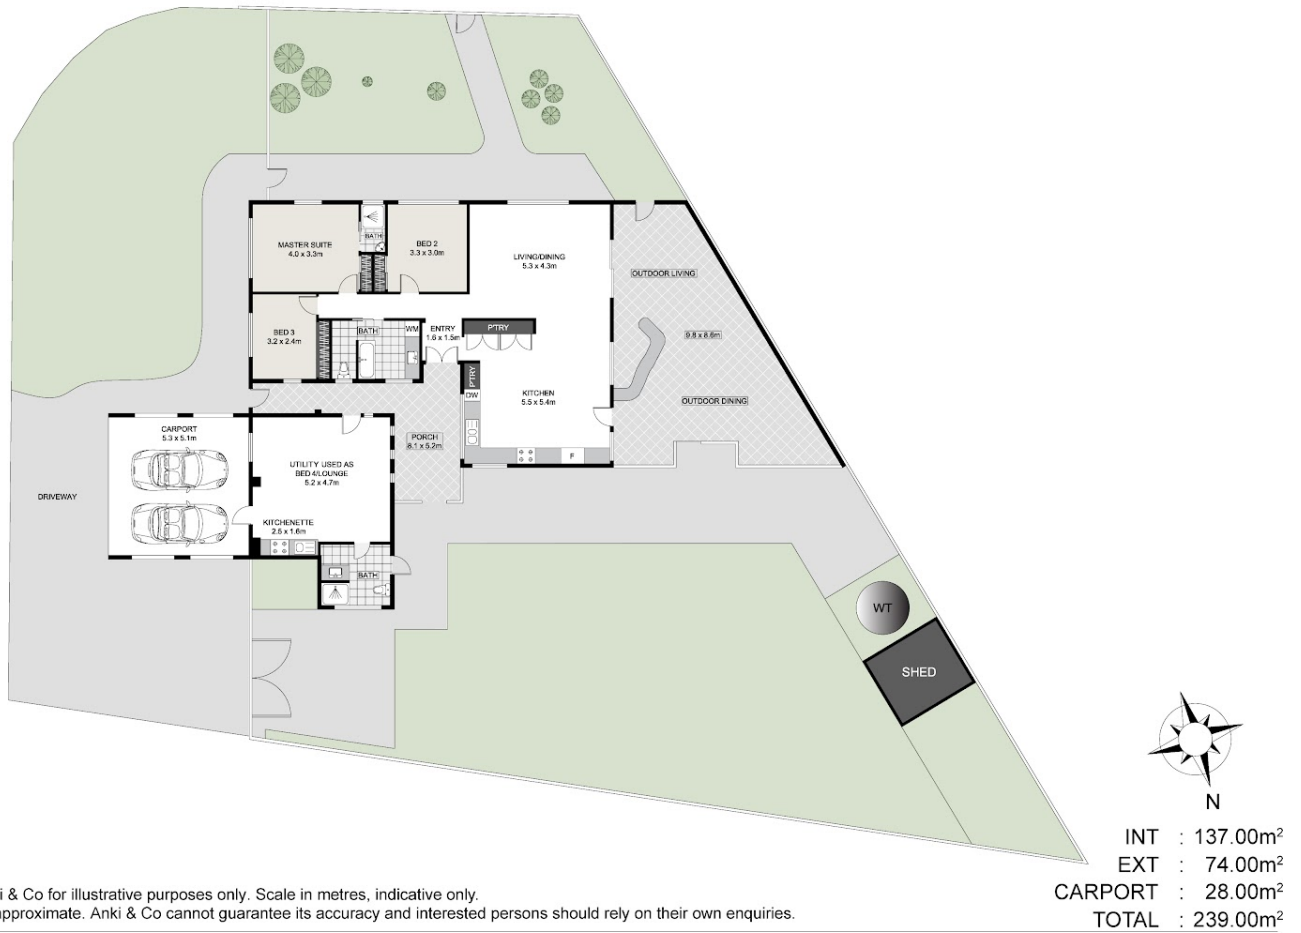 MASTER SUITE
4.0 x 3.3m
BATH
BED 2
3.3 x 3.0m
LIVING/DINING
5.3 x 4.3m
OUTDOOR LIVING
BED 3
3.2 x 2.4m
BATH
WM
ENTRY
1.6 x 1.5m
P'TRY
9.8 x 8.6m
P'TRY
DW
KITCHEN
5.5 x 5.4m
OUTDOOR DINING
CARPORT
5.3 x 5.1m
PORCH
8.1 x 5.2m
F
UTILITY USED AS
BED 4/LOUNGE
5.2 x 4.7m
DRIVEWAY
KITCHENETTE
2.5 x 1.6m
BATH
WT
SHED
N
INT : 137.00m²
EXT : 74.00m²
CARPORT : 28.00m²
TOTAL : 239.00m²
& Co for illustrative purposes only. Scale in metres, indicative only.
approximate. Anki & Co cannot guarantee its accuracy and interested persons should rely on their own enquiries.